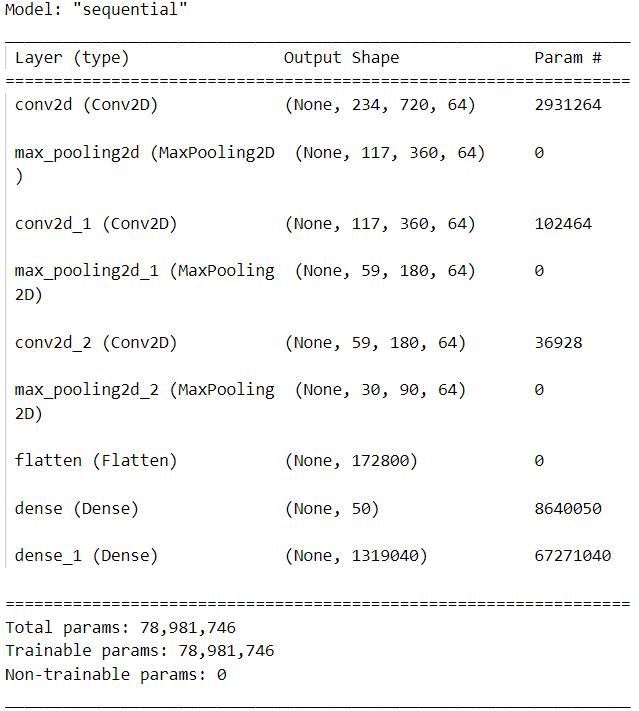 Model: "sequential"
_________________________________________________________________
Layer (type) Output Shape Param #
=================================================================
conv2d (Conv2D) (None, 234, 720, 64) 2931264
max_pooling2d (MaxPooling2D (None, 117, 360, 64) 0
)
conv2d_1 (Conv2D) (None, 117, 360, 64) 102464
max_pooling2d_1 (MaxPooling (None, 59, 180, 64) 0
2D)
conv2d_2 (Conv2D) (None, 59, 180, 64) 36928
max_pooling2d_2 (MaxPooling (None, 30, 90, 64) 0
2D)
flatten (Flatten) (None, 172800) 0
dense (Dense) (None, 50) 8640050
dense_1 (Dense) (None, 1319040) 67271040
=================================================================
Total params: 78,981,746
Trainable params: 78,981,746
Non-trainable params: 0
_________________________________________________________________